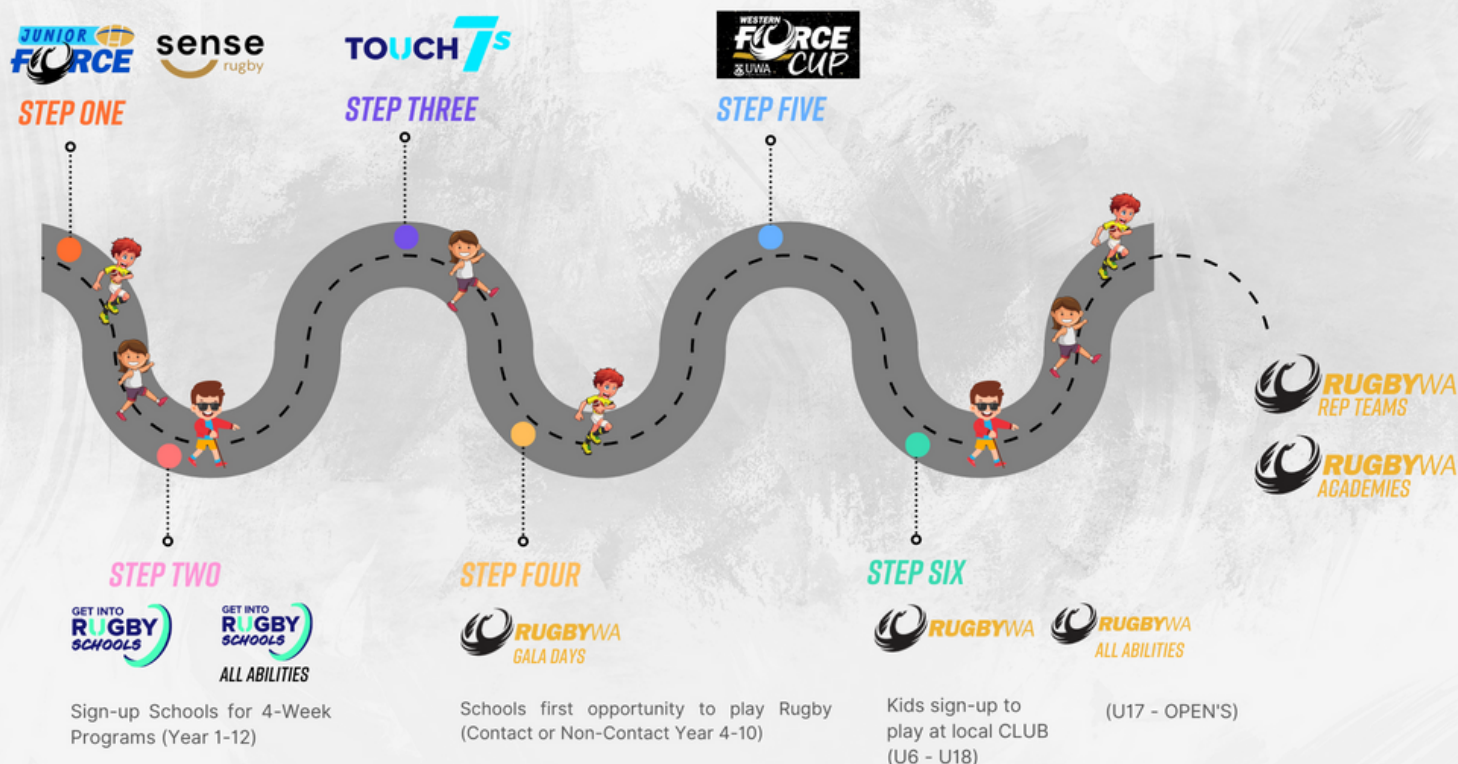 JUNIOR
FORCE
sense
rugby
STEP ONE
TOUCH7s
STEP THREE
WESTERN
FORCE
UWA
CUP
STEP FIVE
RUGBYWA
REP TEAMS
RUGBYWA
ACADEMIES
STEP TWO
GET INTO
RUGBY
SCHOOLS
GET INTO
RUGBY
SCHOOLS
ALL ABILITIES
Sign-up Schools for 4-Week
Programs (Year 1-12)
STEP FOUR
RUGBYWA
GALA DAYS
Schools first opportunity to play Rugby
(Contact or Non-Contact Year 4-10)
STEP SIX
RUGBYWA
RUGBYWA
ALL ABILITIES
Kids sign-up to
play at local CLUB
(U6 - U18)
(U17 - OPEN'S)